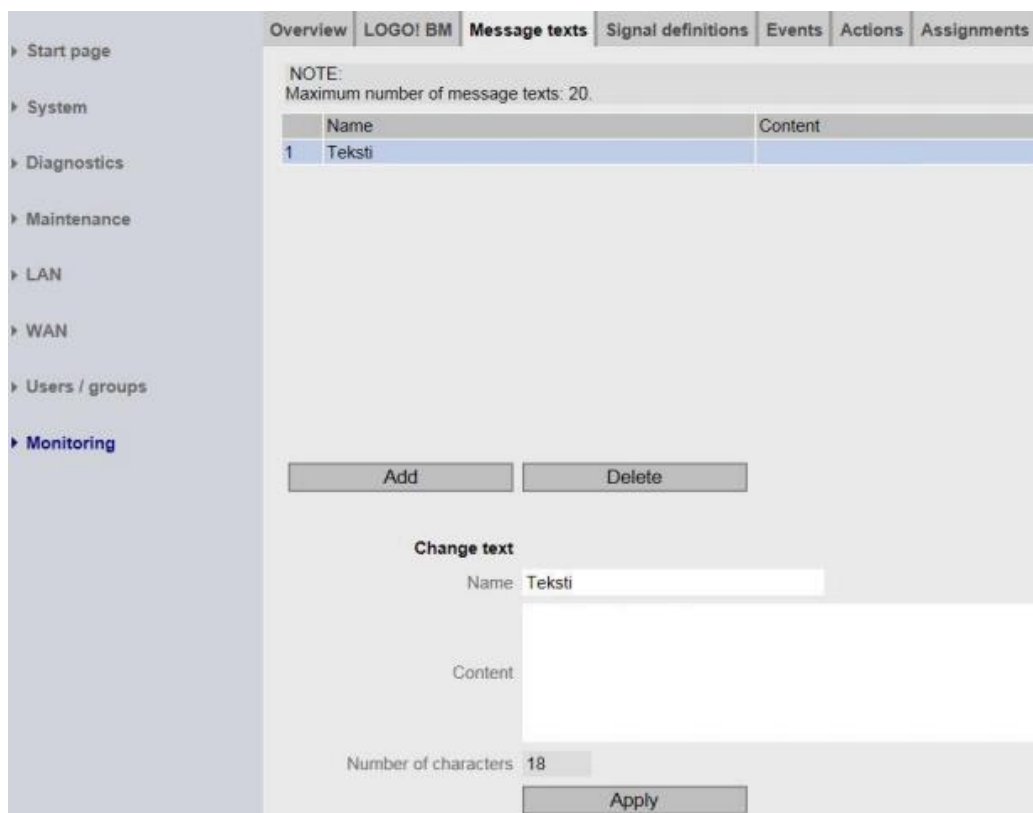 Overview LOGO! BM Message texts Signal definitions Events Actions Assignments
Start page
System
Diagnostics
Maintenance
LAN
WAN
Users / groups
Monitoring
NOTE:
Maximum number of message texts: 20.
Name Content
1 Teksti
Add Delete
Change text
Name Teksti
Content
Number of characters 18
Apply